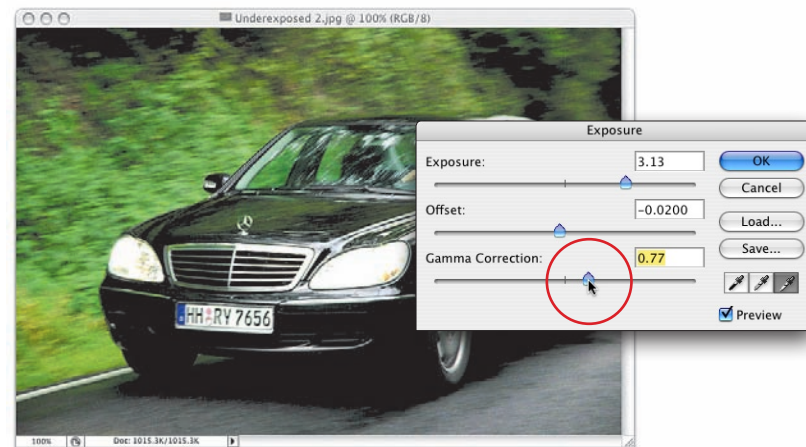 Underexposed 2.jpg @ 100% (RGB/8)
Exposure
Exposure: 3.13
OK
Cancel
Offset: -0.0200
Load...
Gamma Correction: 0.77
Save...
Preview
HH RY 7656
100% Doc: 1015.3K/1015.3K